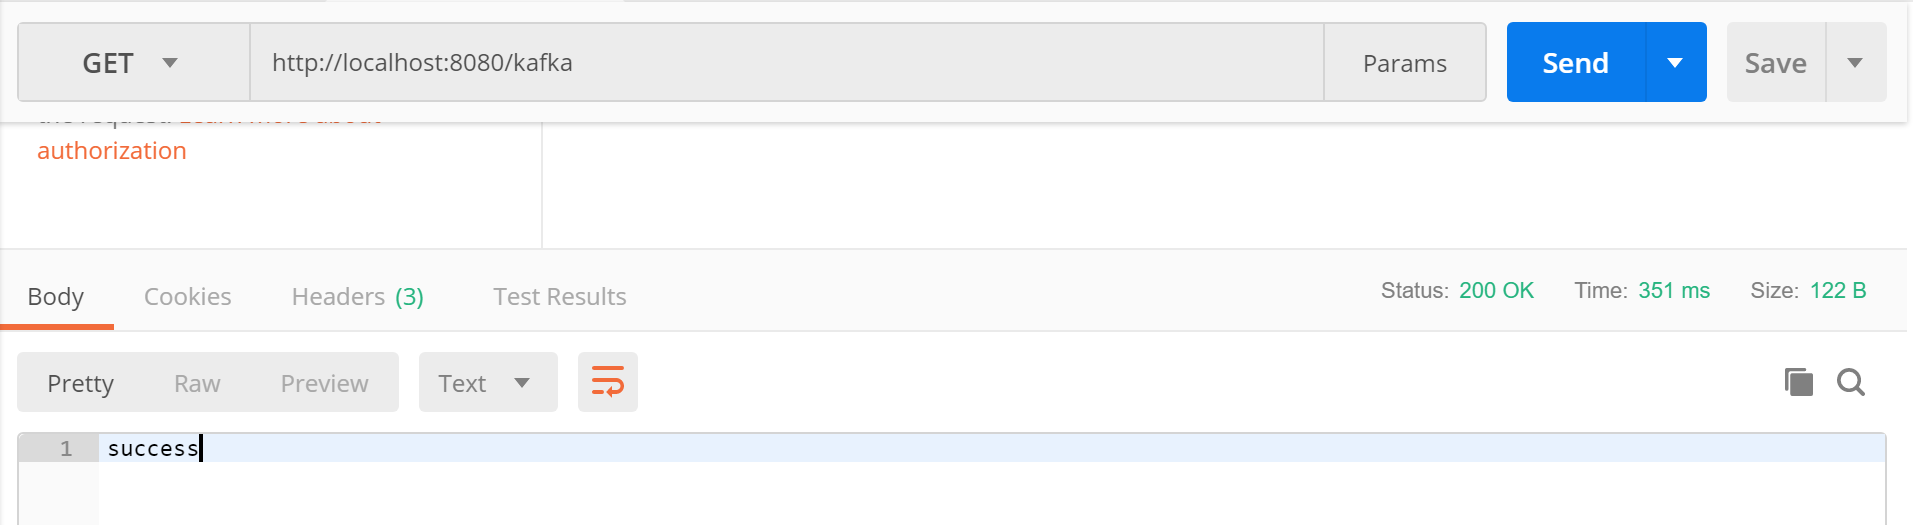 GET http://localhost:8080/kafka Params Send Save
authorization
Body Cookies Headers (3) Test Results Status: 200 OK Time: 351 ms Size: 122 B
Pretty Raw Preview Text
1 success